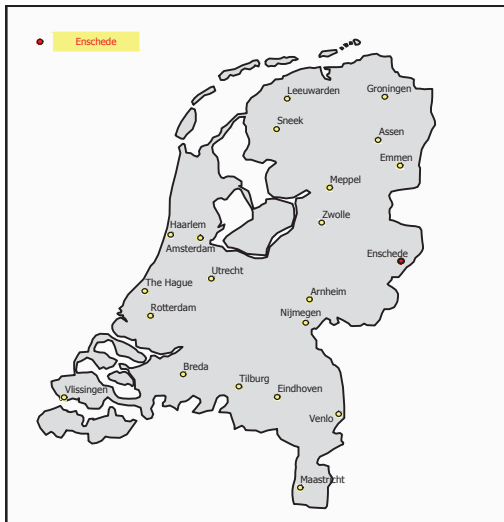 Enschede
Leeuwarden
Groningen
Sneek
Assen
Emmen
Meppel
Zwolle
Haarlem
Amsterdam
Enschede
Utrecht
The Hague
Arnheim
Rotterdam
Nijmegen
Breda
Tilburg
Vlissingen
Eindhoven
Venlo
Maastricht